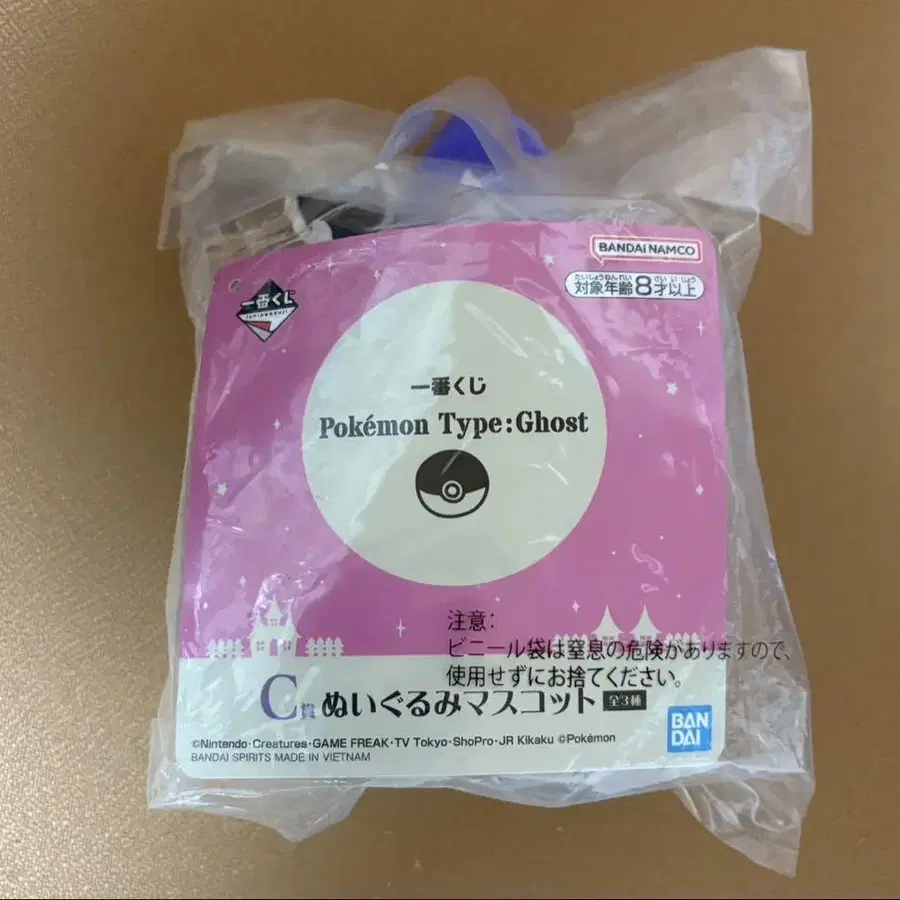 BANDAI NAMCO
たいしょうねんれい さい い じょう
対象年齢8才以上
一番くじ
一番くじ
Pokémon Type:Ghost
注意:
ビニール袋は窒息の危険がありますので、
使用せずにお捨てください。
C賞 ぬいぐるみマスコット 全3種
BAN
DAI
©Nintendo・Creatures・GAME FREAK・TV Tokyo・ShoPro・JR Kikaku ©Pokémon
BANDAI SPIRITS MADE IN VIETNAM